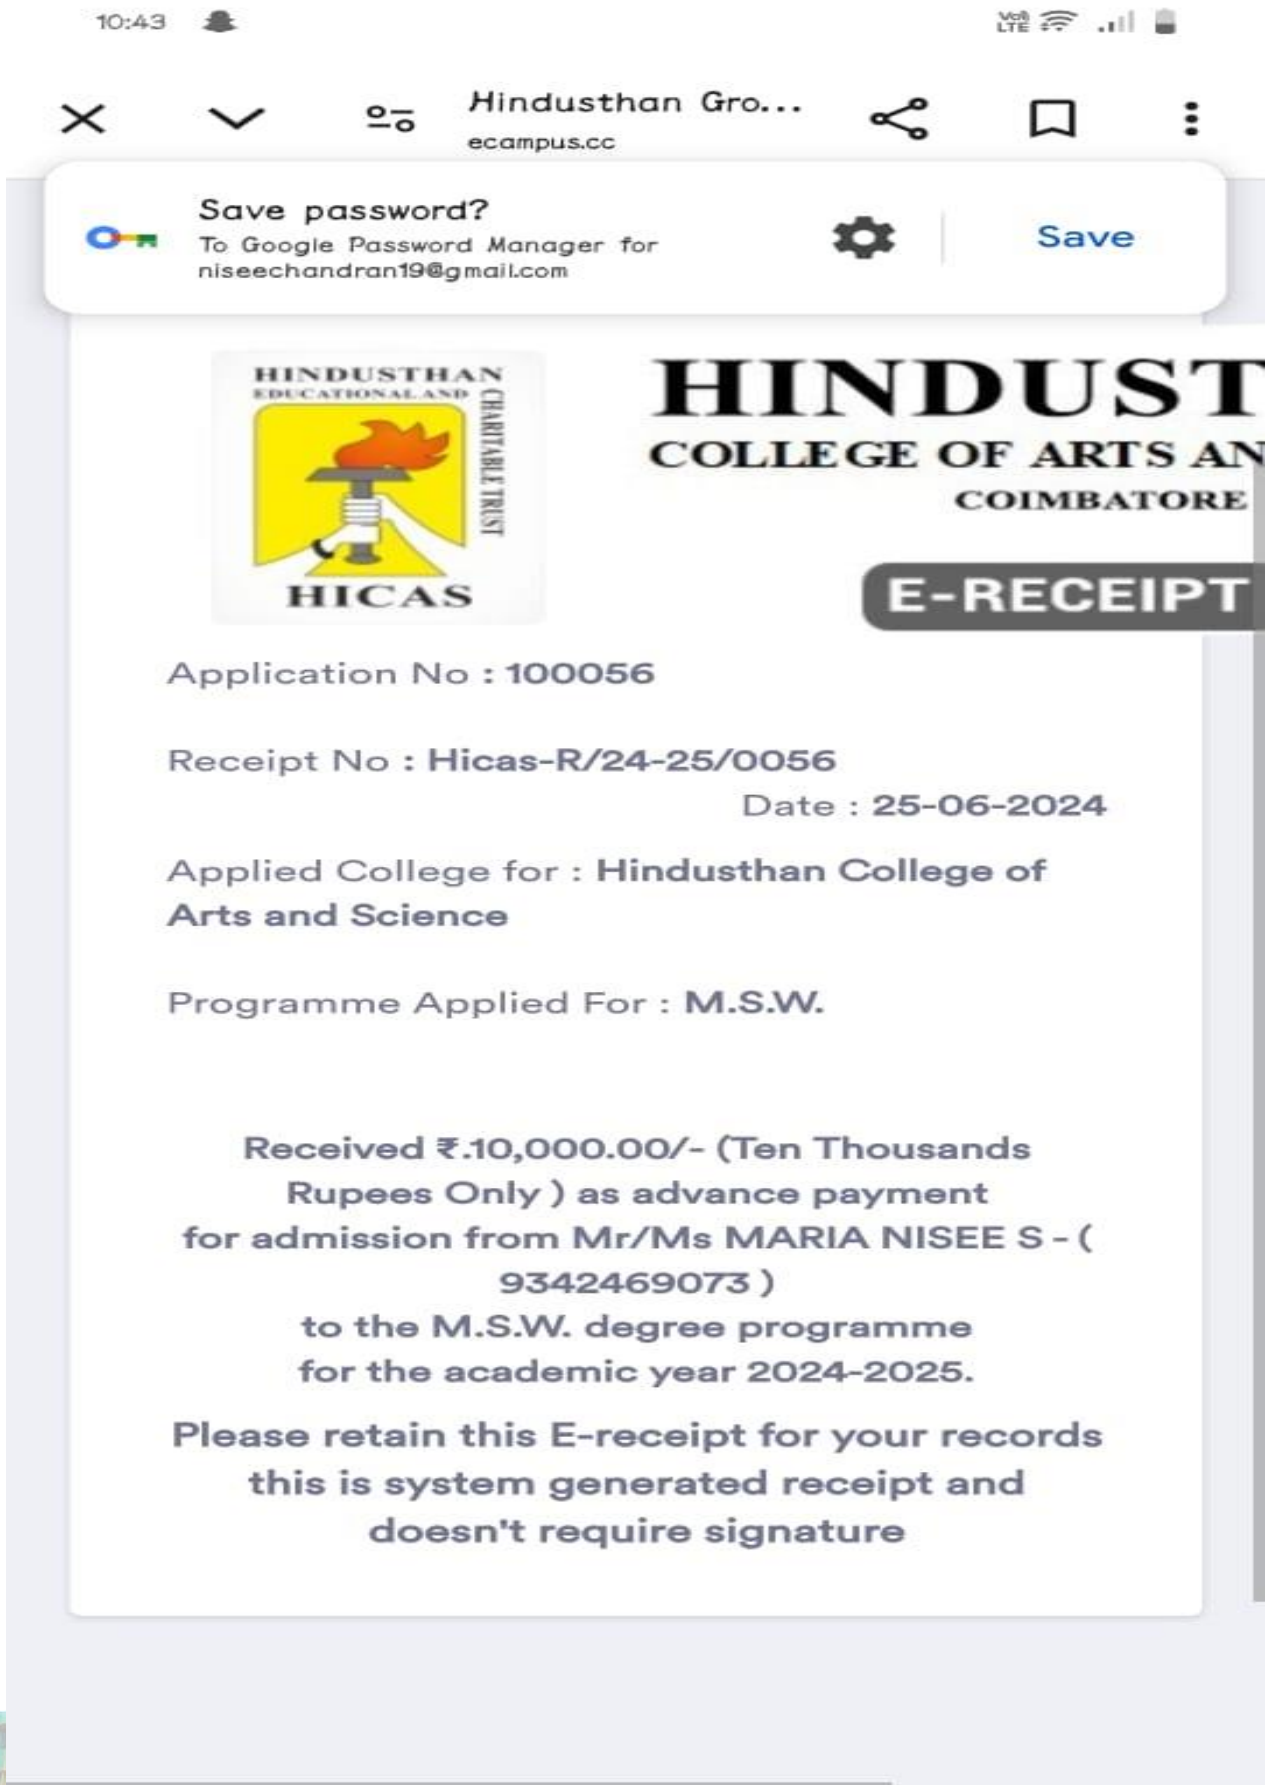 10:43
Vo)) LTE
Hindusthan Gro...
ecampus.cc
Save password?
To Google Password Manager for
niseechandran19@gmail.com
Save
HINDUSTHAN
EDUCATIONAL AND
CHARITABLE TRUST
HICAS
HINDUST
COLLEGE OF ARTS AN
COIMBATORE
E-RECEIPT
Application No : 100056
Receipt No : Hicas-R/24-25/0056
Date : 25-06-2024
Applied College for : Hindusthan College of
Arts and Science
Programme Applied For : M.S.W.
Received ₹.10,000.00/- (Ten Thousands
Rupees Only ) as advance payment
for admission from Mr/Ms MARIA NISEE S - (
9342469073 )
to the M.S.W. degree programme
for the academic year 2024-2025.
Please retain this E-receipt for your records
this is system generated receipt and
doesn't require signature